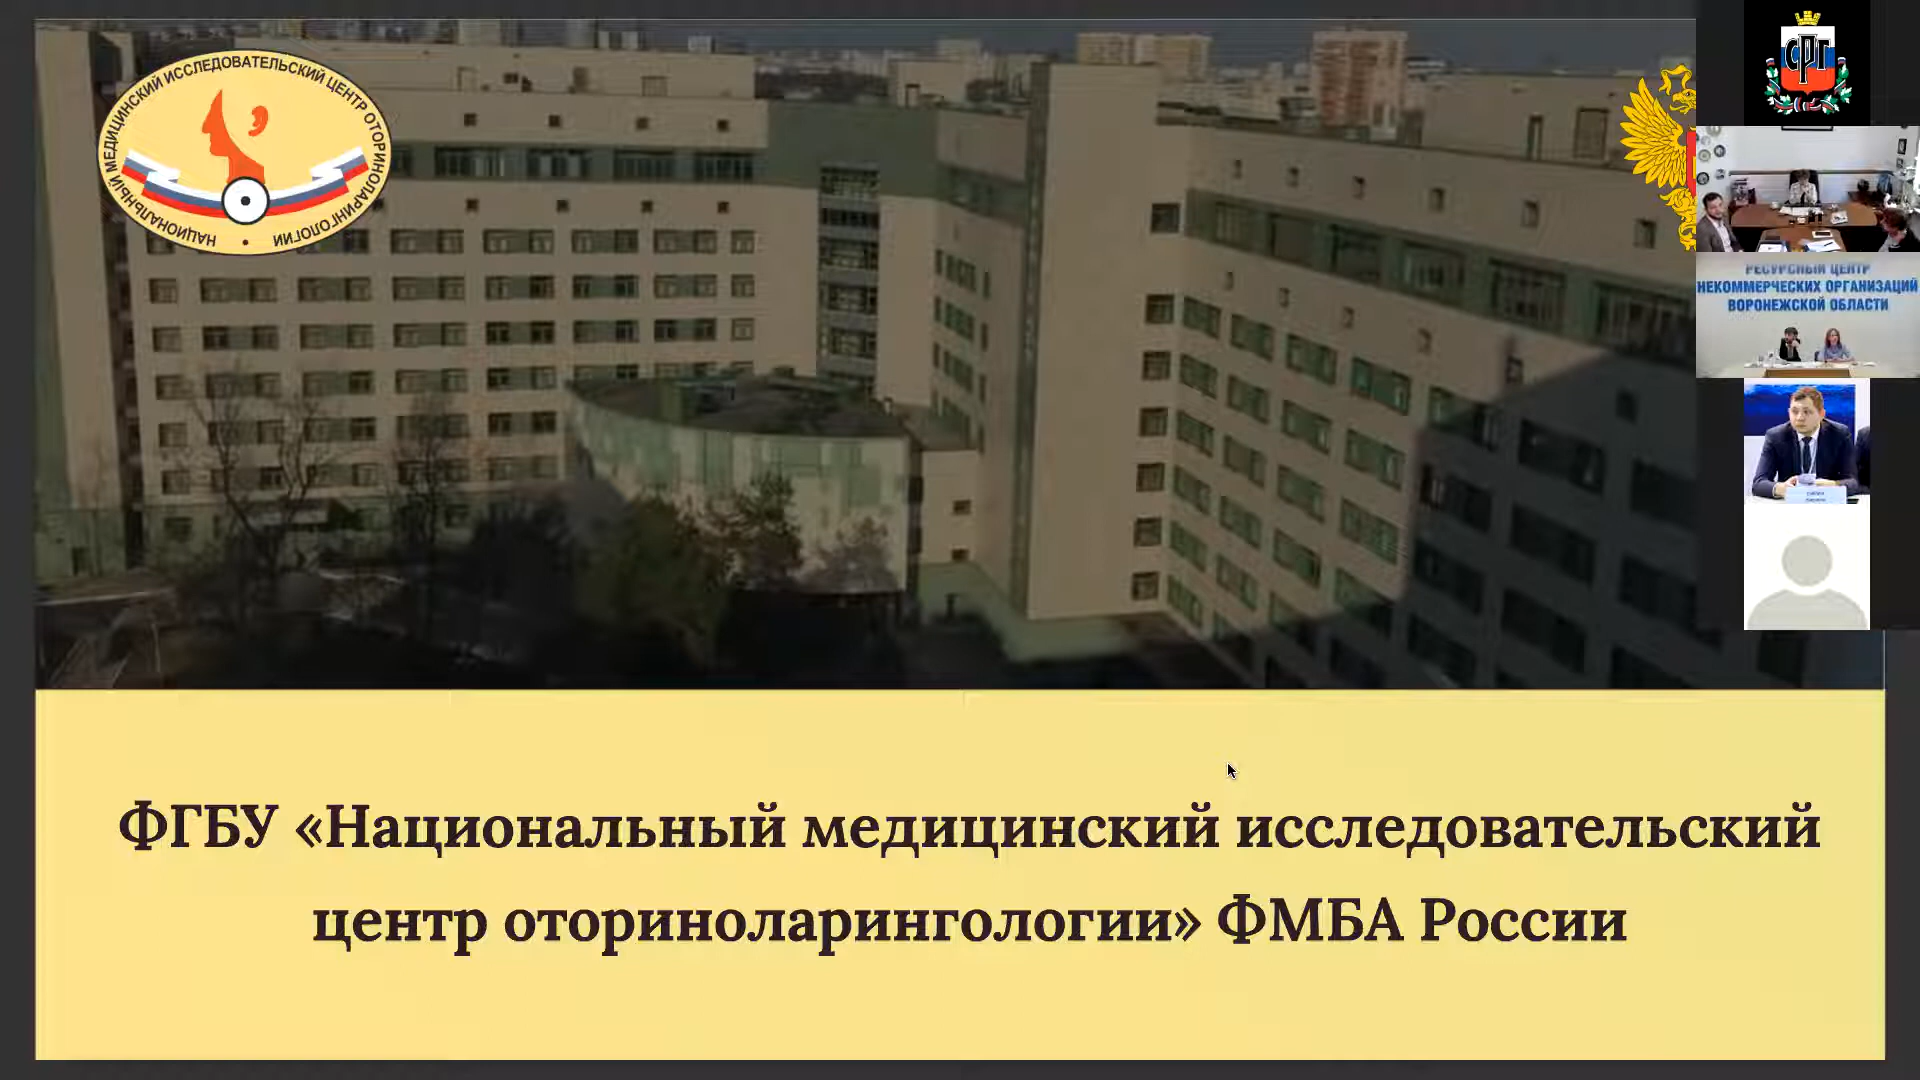 НАЦИОНАЛЬНЫЙ МЕДИЦИНСКИЙ ИССЛЕДОВАТЕЛЬСКИЙ ЦЕНТР ОТОРИНОЛАРИНГОЛОГИИ
СРГ
РЕСУРСНЫЙ ЦЕНТР
НЕКОММЕРЧЕСКИХ ОРГАНИЗАЦИЙ
ВОРОНЕЖСКОЙ ОБЛАСТИ
ФГБУ «Национальный медицинский исследовательский
центр оториноларингологии» ФМБА России